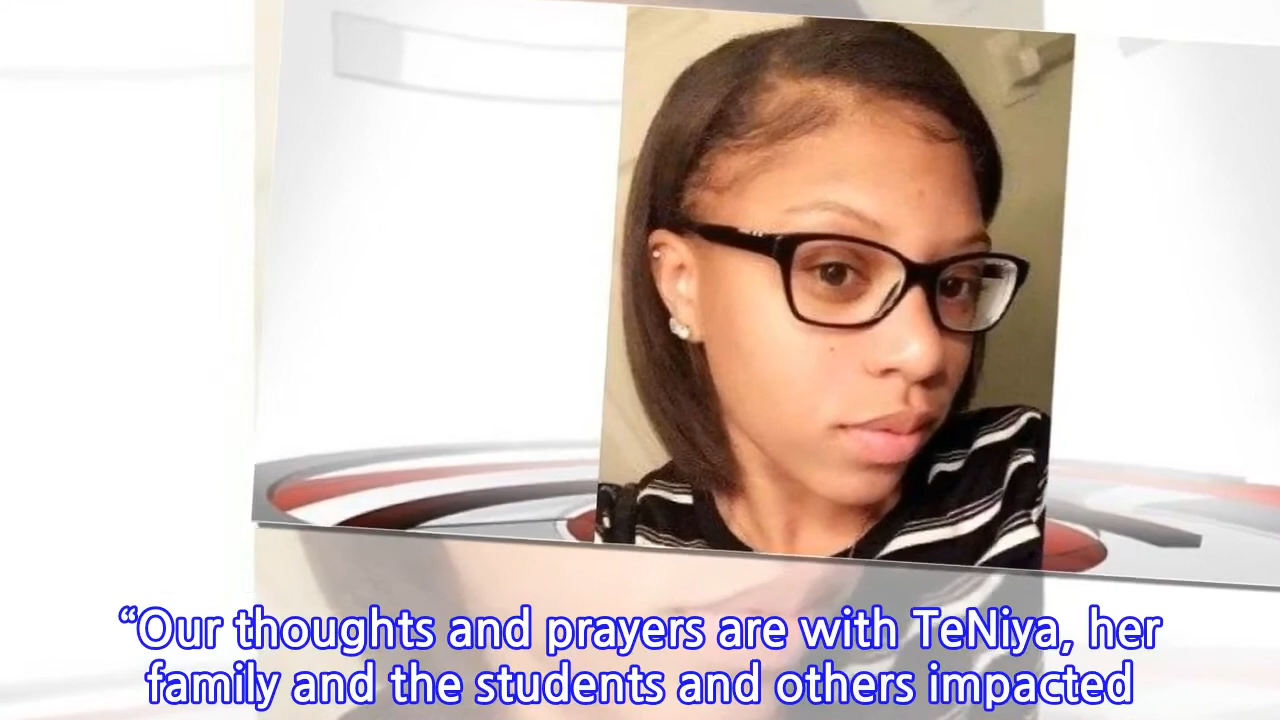 “Our thoughts and prayers are with TeNiya, her
family and the students and others impacted